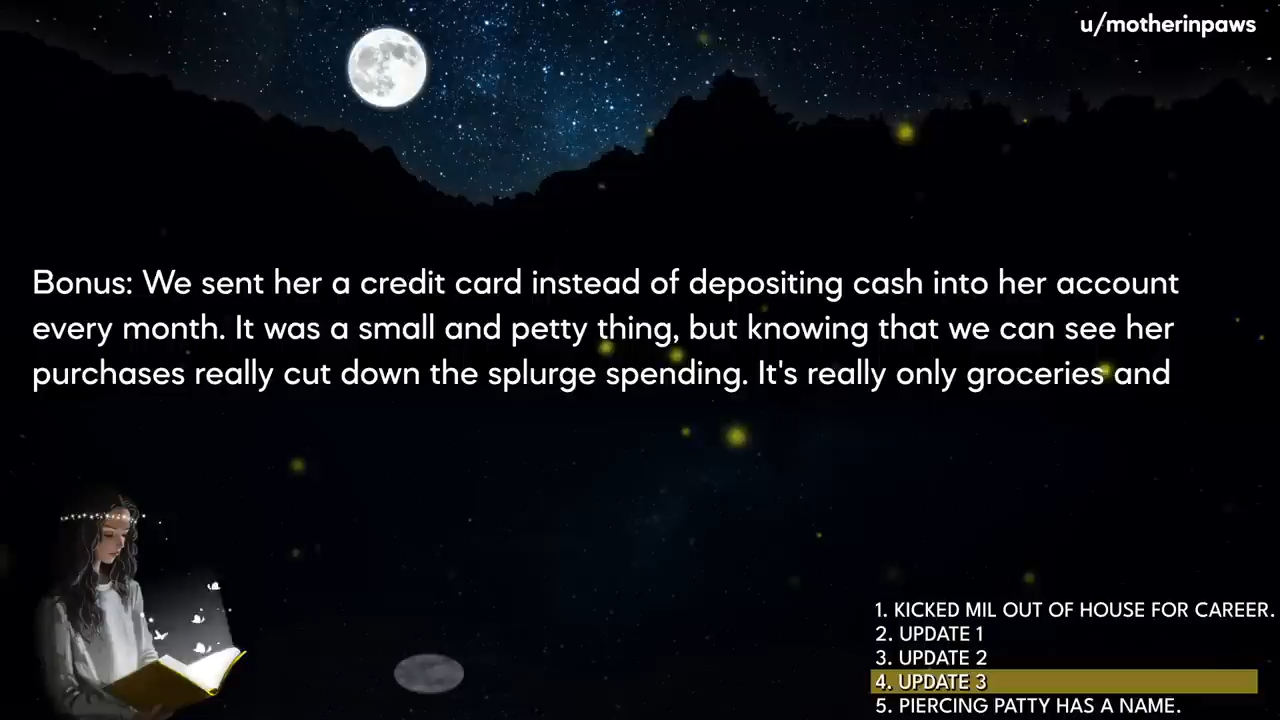 u/motherinpaws
Bonus: We sent her a credit card instead of depositing cash into her account
every month. It was a small and petty thing, but knowing that we can see her
purchases really cut down the splurge spending. It's really only groceries and
1. KICKED MIL OUT OF HOUSE FOR CAREER.
2. UPDATE 1
3. UPDATE 2
4. UPDATE 3
5. PIERCING PATTY HAS A NAME.